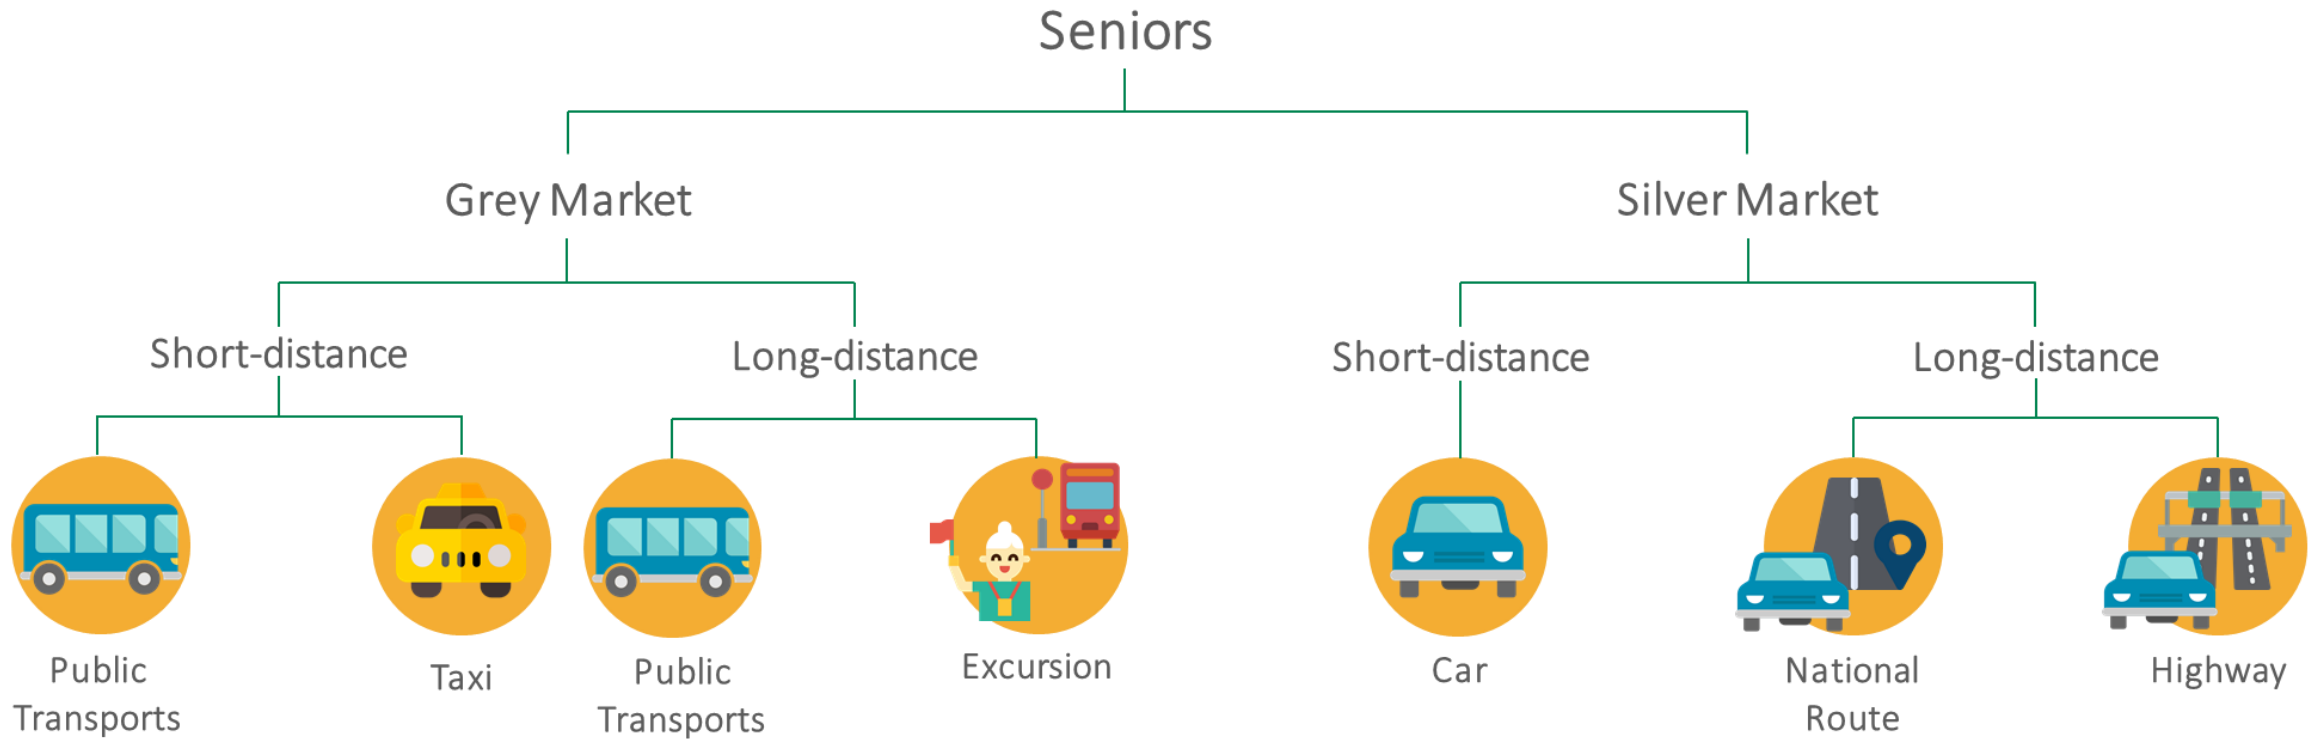 Seniors
Grey Market
Silver Market
Short-distance
Long-distance
Short-distance
Long-distance
Public
Transports
Taxi
Public
Transports
Excursion
Car
National
Route
Highway